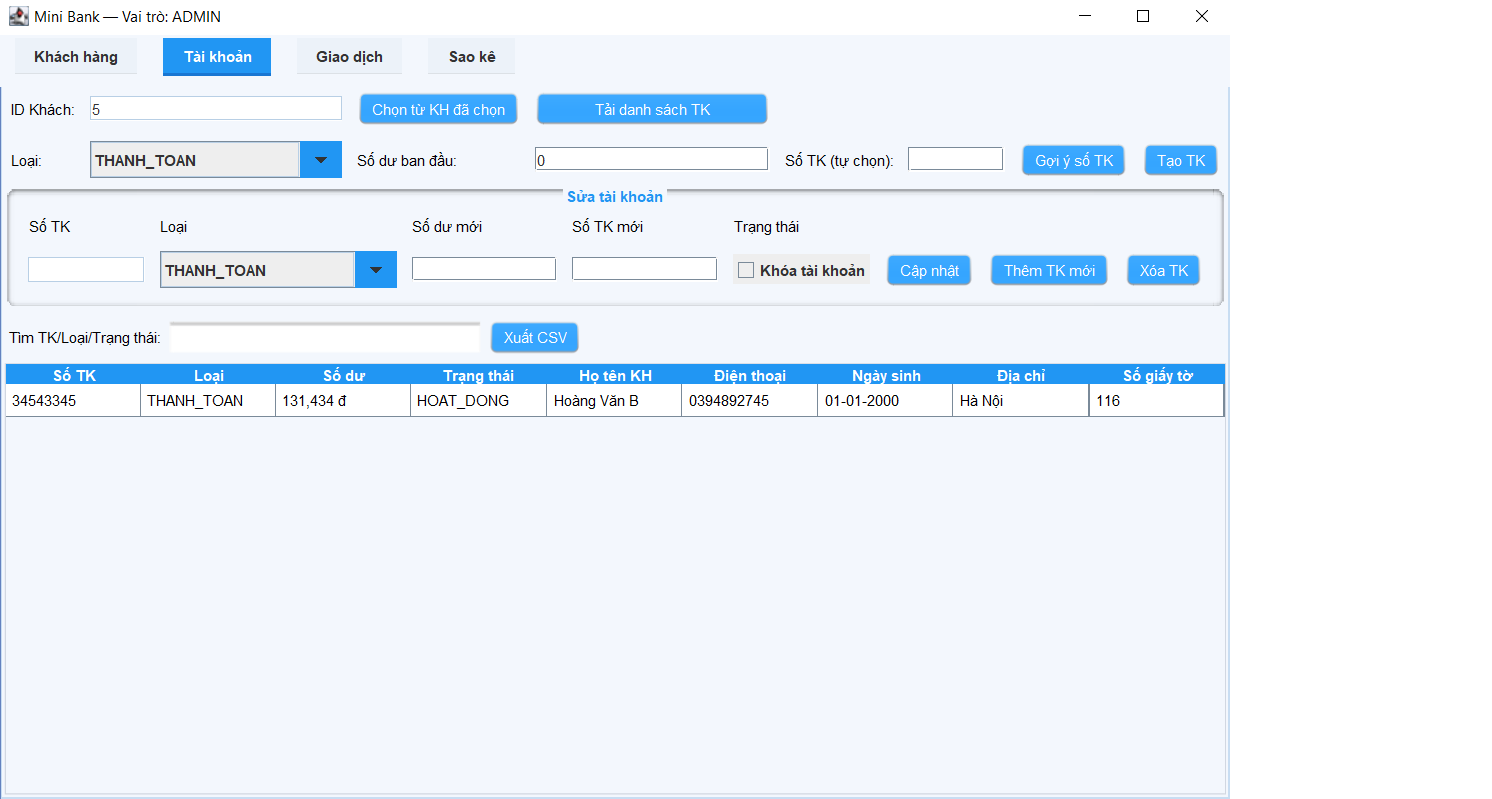 Mini Bank — Vai trò: ADMIN
Khách hàng Tài khoản Giao dịch Sao kê
ID Khách: 5 Chọn từ KH đã chọn Tải danh sách TK
Loại: THANH_TOAN Số dư ban đầu: 0 Số TK (tự chọn): Gợi ý số TK Tạo TK
Sửa tài khoản
Số TK Loại Số dư mới Số TK mới Trạng thái
THANH_TOAN Khóa tài khoản Cập nhật Thêm TK mới Xóa TK
Tìm TK/Loại/Trạng thái: Xuất CSV
Số TK Loại Số dư Trạng thái Họ tên KH Điện thoại Ngày sinh Địa chỉ Số giấy tờ
34543345 THANH_TOAN 131,434 đ HOAT_DONG Hoàng Văn B 0394892745 01-01-2000 Hà Nội 116